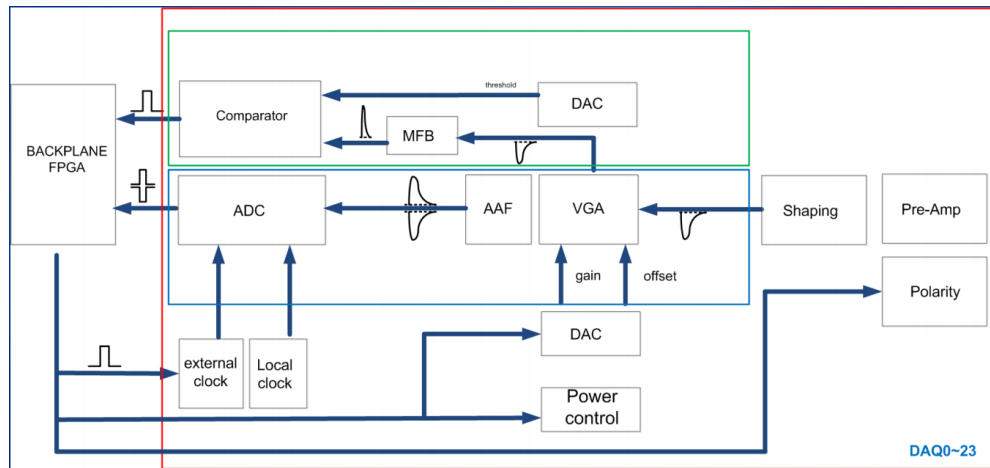 threshold
DAC
Comparator
MFB
BACKPLANE
FPGA
ADC
AAF
VGA
Shaping
Pre-Amp
gain
offset
Polarity
DAC
external
clock
Local
clock
Power
control
DAQ0~23